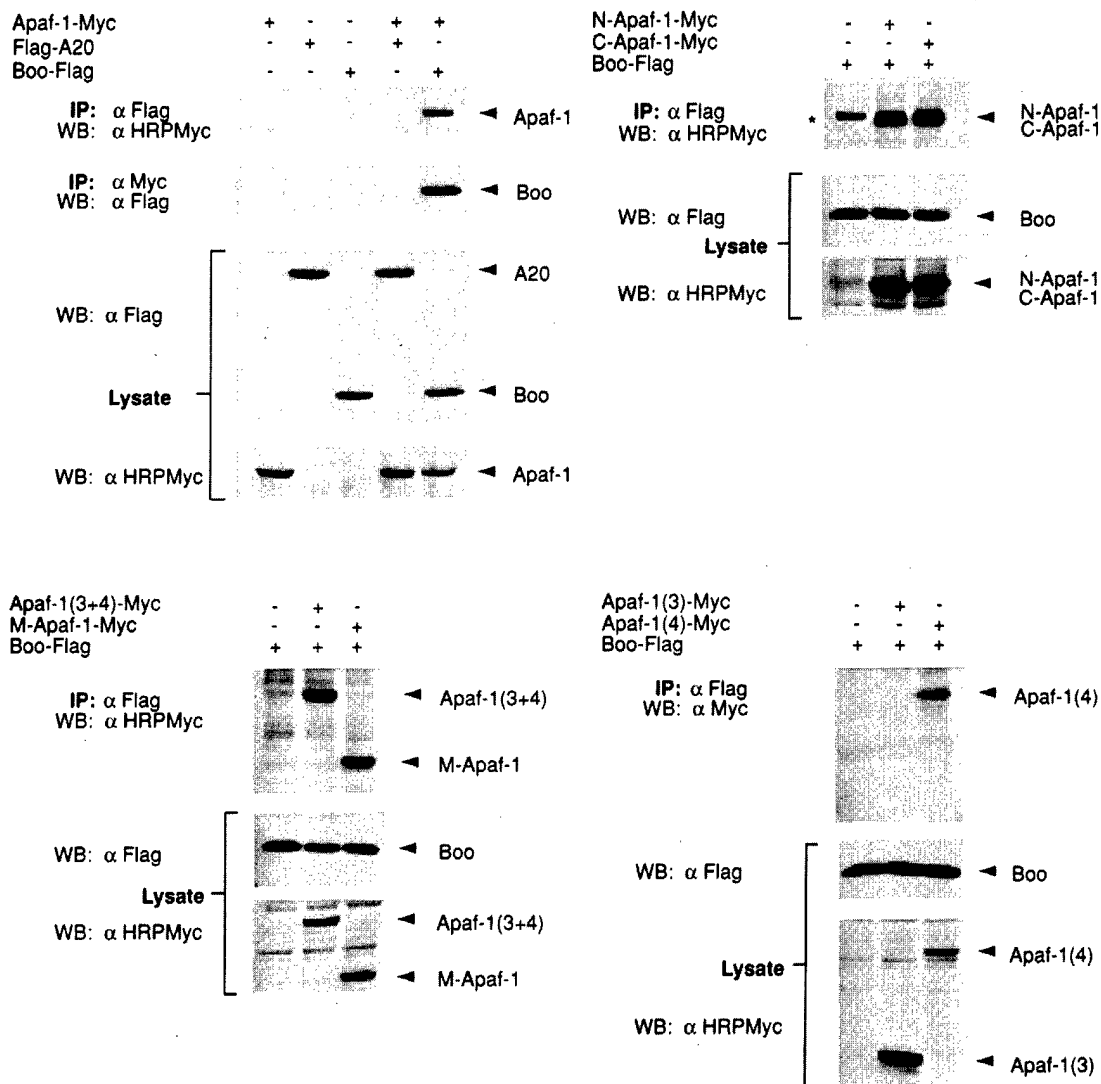 Apaf-1-Myc + - - + +
Flag-A20 - + - + -
Boo-Flag - - + - +
IP: α Flag
WB: α HRPMyc
Apaf-1
IP: α Myc
WB: α Flag
Boo
A20
WB: α Flag
Lysate
Boo
WB: α HRPMyc
Apaf-1
N-Apaf-1-Myc - + -
C-Apaf-1-Myc - - +
Boo-Flag + + +
IP: α Flag
WB: α HRPMyc
*
N-Apaf-1
C-Apaf-1
WB: α Flag
Boo
Lysate
WB: α HRPMyc
N-Apaf-1
C-Apaf-1
Apaf-1(3+4)-Myc - + -
M-Apaf-1-Myc - - +
Boo-Flag + + +
IP: α Flag
WB: α HRPMyc
Apaf-1(3+4)
M-Apaf-1
WB: α Flag
Boo
Lysate
WB: α HRPMyc
Apaf-1(3+4)
M-Apaf-1
Apaf-1(3)-Myc - + -
Apaf-1(4)-Myc - - +
Boo-Flag + + +
IP: α Flag
WB: α Myc
Apaf-1(4)
WB: α Flag
Boo
Lysate
Apaf-1(4)
WB: α HRPMyc
Apaf-1(3)